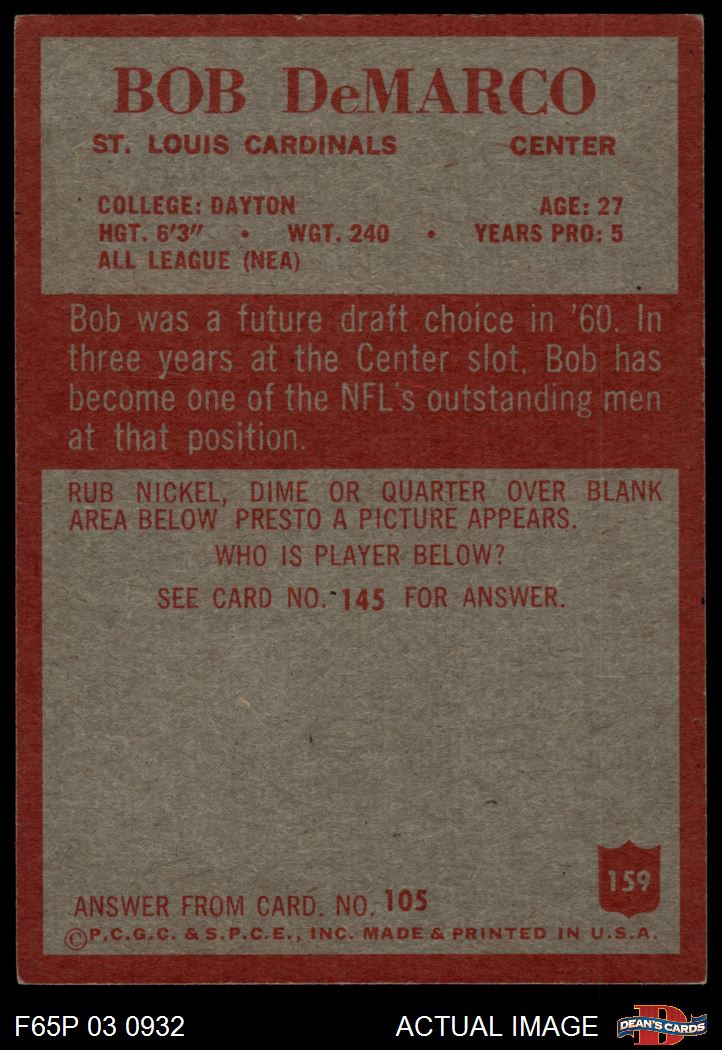 BOB DeMARCO
ST. LOUIS CARDINALS CENTER
COLLEGE: DAYTON AGE: 27
HGT. 6'3" • WGT. 240 • YEARS PRO: 5
ALL LEAGUE (NEA)
Bob was a future draft choice in '60. In
three years at the Center slot, Bob has
become one of the NFL's outstanding men
at that position.
RUB NICKEL, DIME OR QUARTER OVER BLANK
AREA BELOW PRESTO A PICTURE APPEARS.
WHO IS PLAYER BELOW?
SEE CARD NO. 145 FOR ANSWER.
159
ANSWER FROM CARD. NO. 105
©P.C.G.C. & S.P.C.E., INC. MADE & PRINTED IN U.S.A.
F65P 03 0932 ACTUAL IMAGE D DEAN'S CARDS